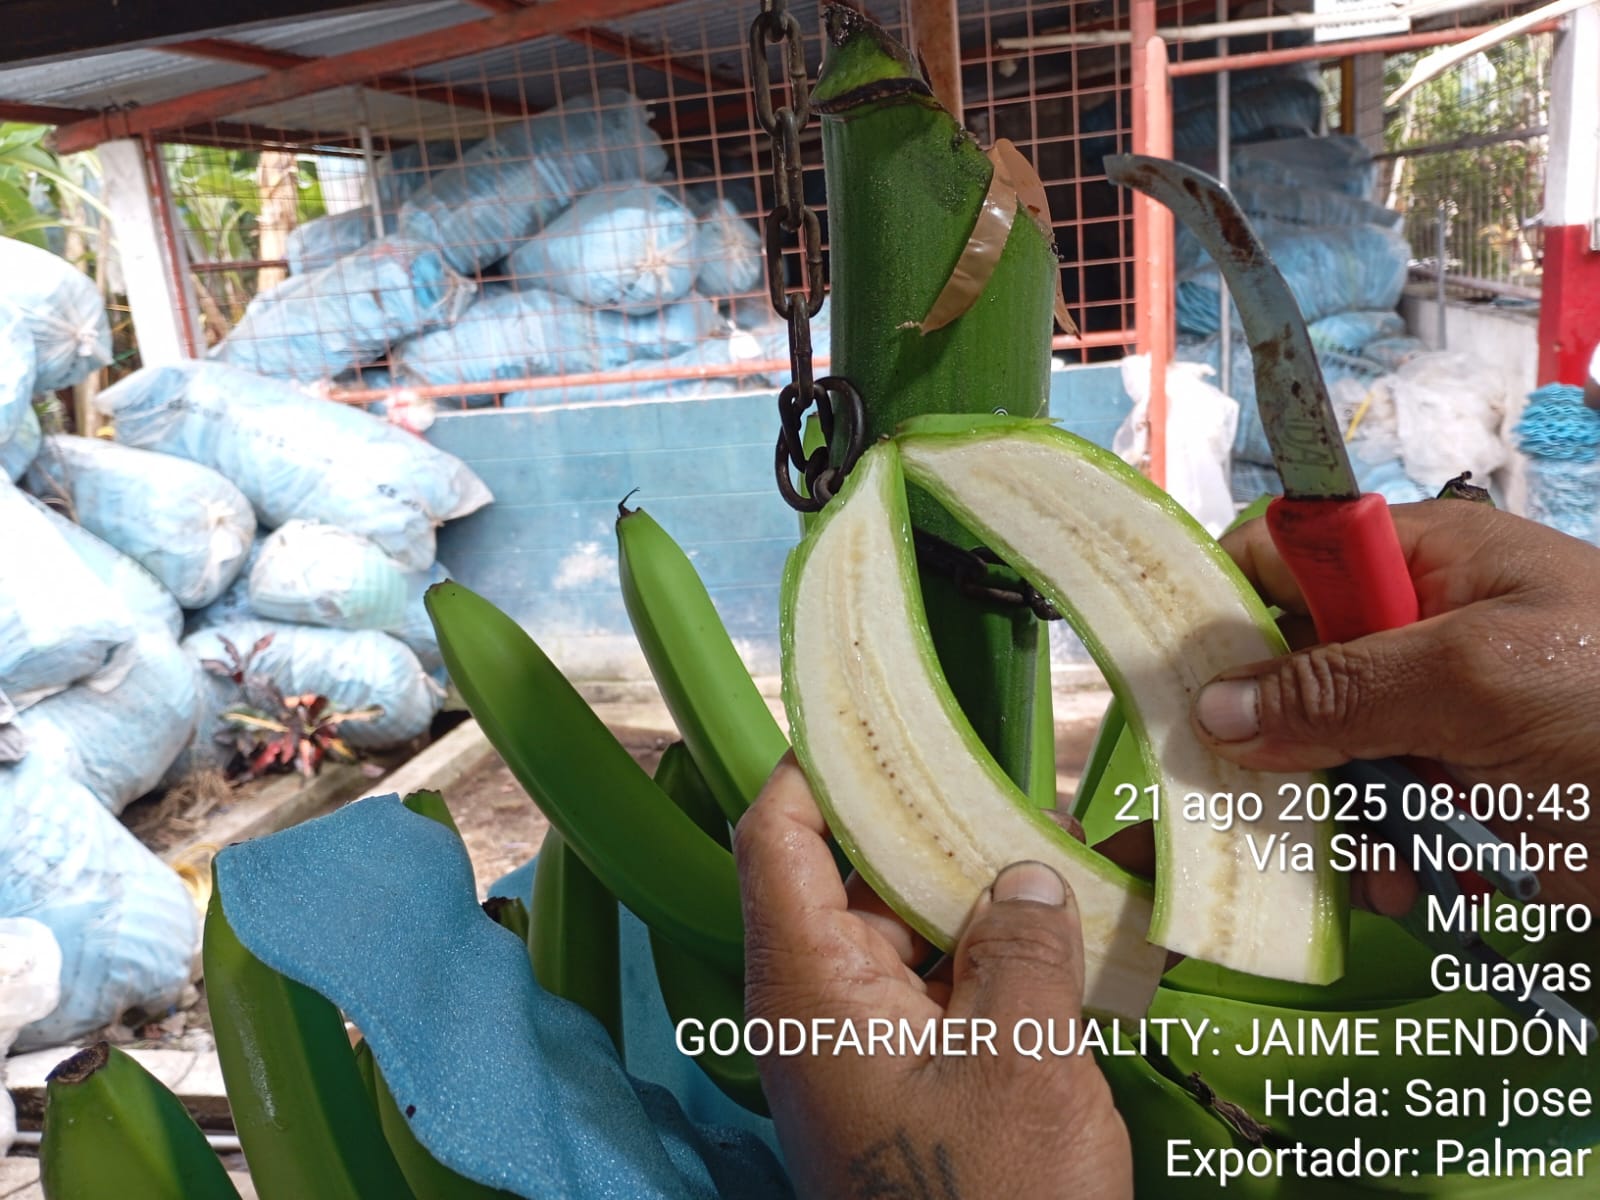 21 ago 2025 08:00:43
Vía Sin Nombre
Milagro
Guayas
GOODFARMER QUALITY: JAIME RENDÓN
Hcda: San jose
Exportador: Palmar